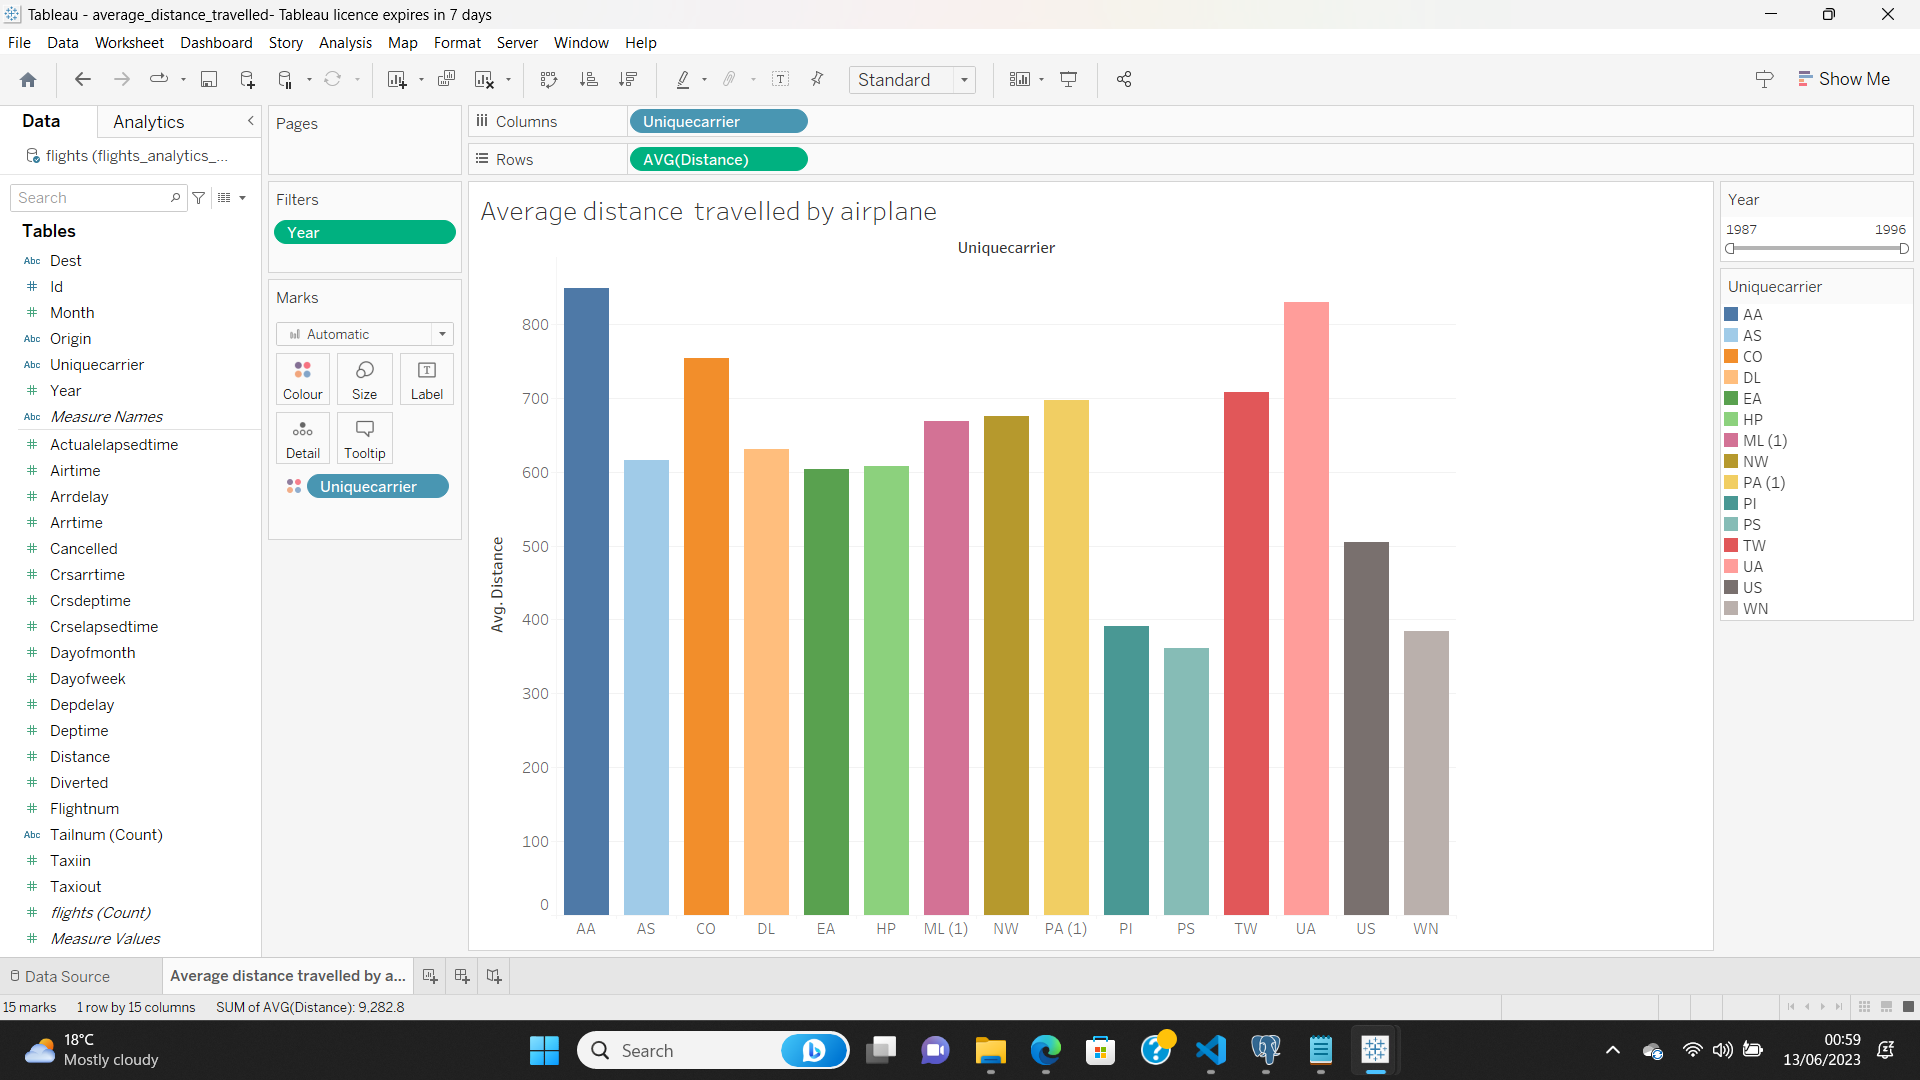 Tableau - average_distance_travelled- Tableau licence expires in 7 days
File Data Worksheet Dashboard Story Analysis Map Format Server Window Help
Standard
Show Me
Data Analytics
flights (flights_analytics_...
Search
Tables
Abc Dest
# Id
# Month
Abc Origin
Abc Uniquecarrier
# Year
Abc Measure Names
# Actualelapsedtime
# Airtime
# Arrdelay
# Arrtime
# Cancelled
# Crsarrtime
# Crsdeptime
# Crselapsedtime
# Dayofmonth
# Dayofweek
# Depdelay
# Deptime
# Distance
# Diverted
# Flightnum
Abc Tailnum (Count)
# Taxiin
# Taxiout
# flights (Count)
# Measure Values
Pages
Filters
Year
Marks
Automatic
Colour Size Label
Detail Tooltip
Uniquecarrier
Columns Uniquecarrier
Rows AVG(Distance)
Average distance  travelled by airplane
Uniquecarrier
Avg. Distance
800
700
600
500
400
300
200
100
0
AA AS CO DL EA HP ML (1) NW PA (1) PI PS TW UA US WN
Year
1987 1996
Uniquecarrier
AA
AS
CO
DL
EA
HP
ML (1)
NW
PA (1)
PI
PS
TW
UA
US
WN
Data Source Average distance travelled by a...
15 marks 1 row by 15 columns SUM of AVG(Distance): 9,282.8
18°C
Mostly cloudy
Search
00:59
13/06/2023